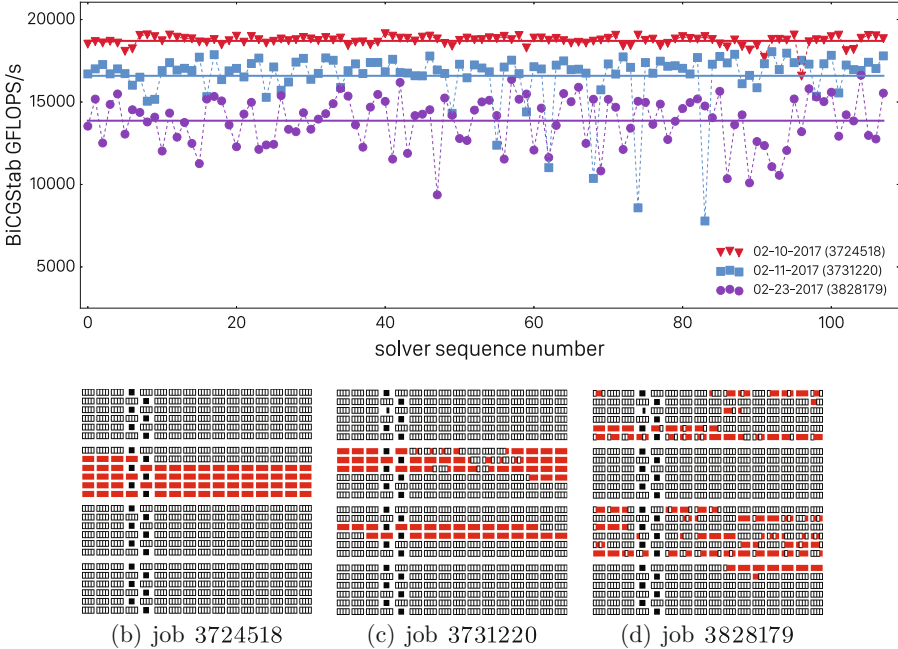 20000
15000
10000
5000
BiCGStab GFLOPS/s
02-10-2017 (3724518)
02-11-2017 (3731220)
02-23-2017 (3828179)
0 20 40 60 80 100
solver sequence number
(b) job 3724518 (c) job 3731220 (d) job 3828179